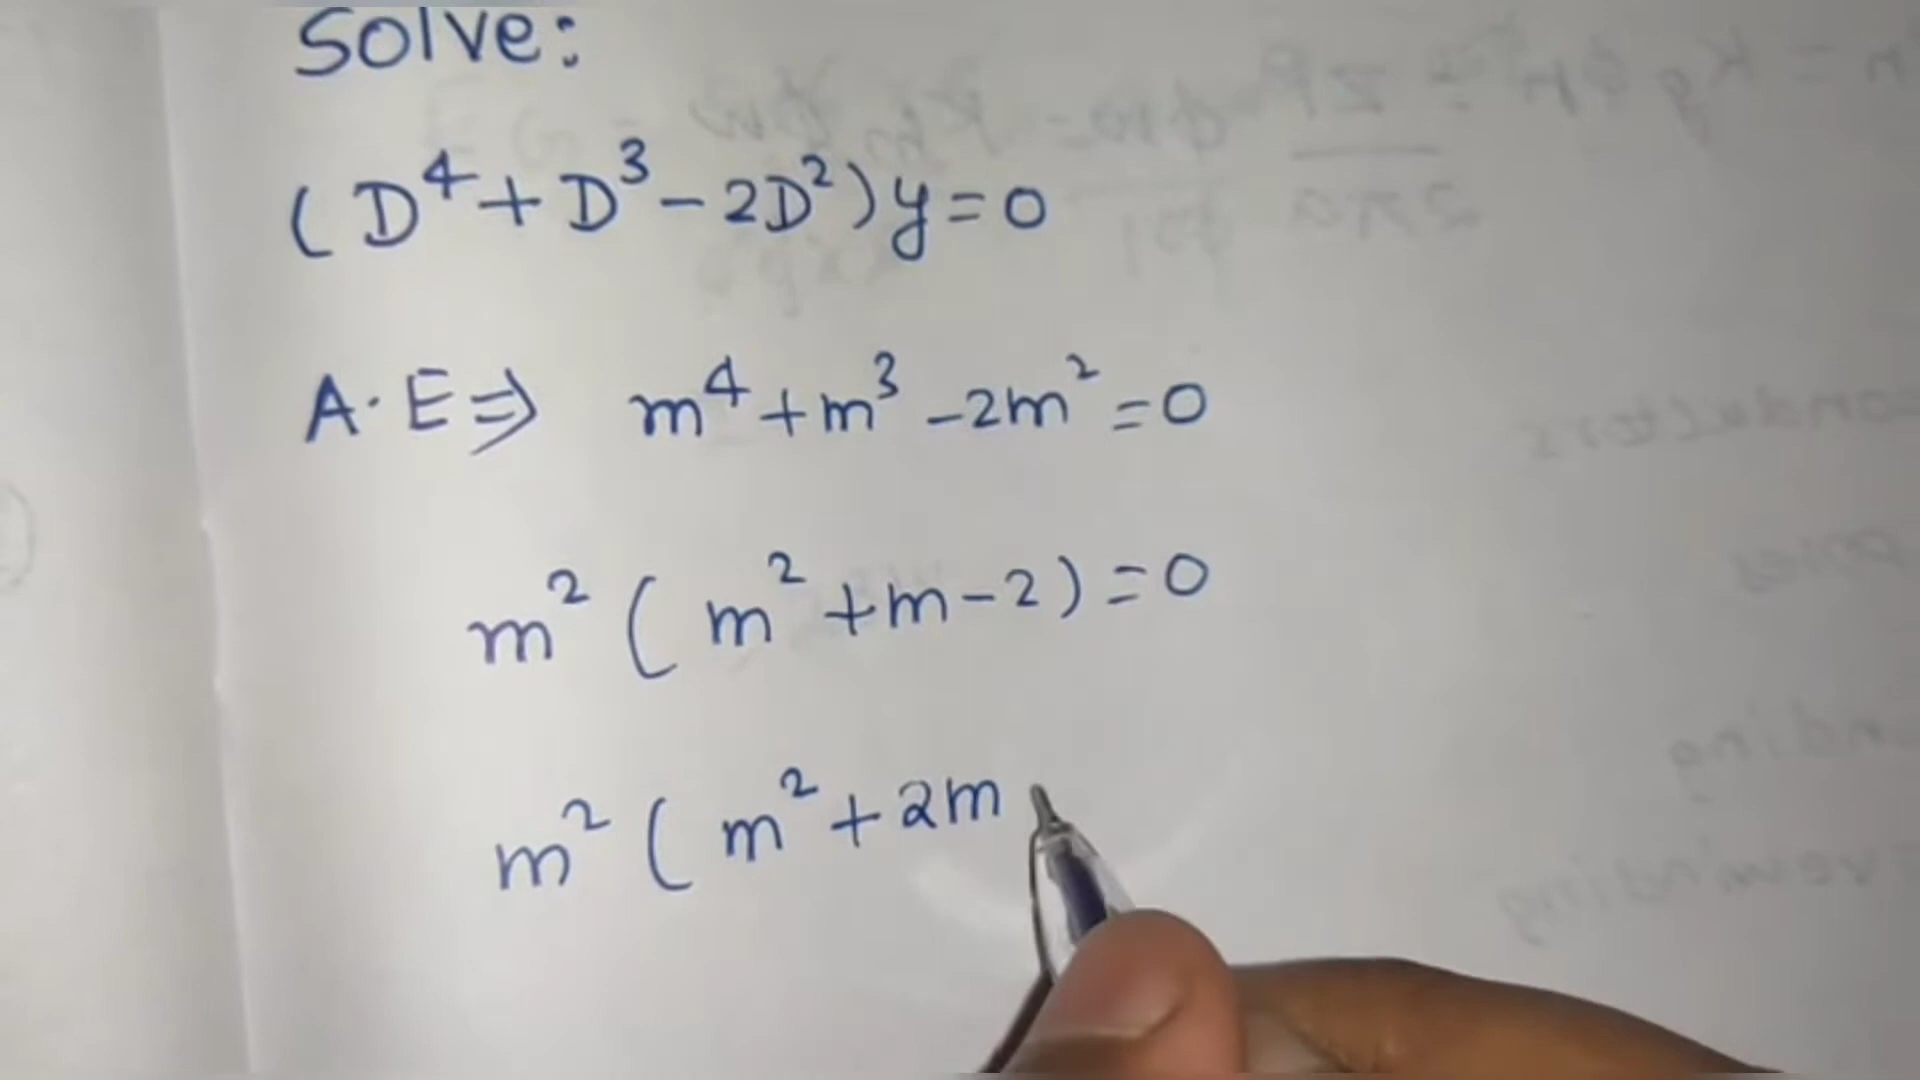 Solve:
(D⁴+D³-2D²)y=0
A.E⇒ m⁴+m³-2m²=0
m²(m²+m-2)=0
m²(m²+2m